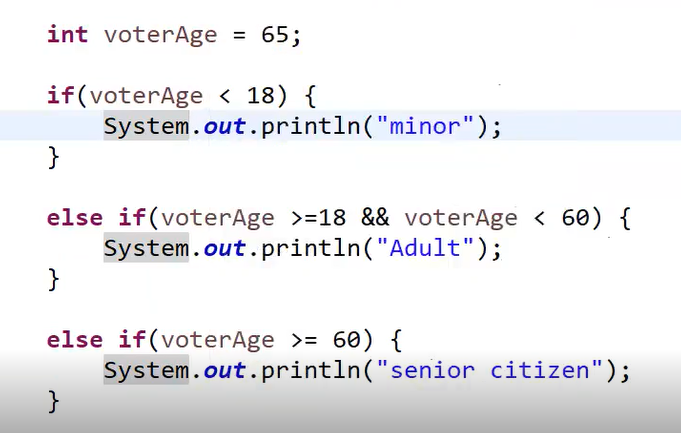 int voterAge = 65;
if(voterAge < 18) {
System.out.println("minor");
}
else if(voterAge >=18 && voterAge < 60) {
System.out.println("Adult");
}
else if(voterAge >= 60) {
System.out.println("senior citizen");
}